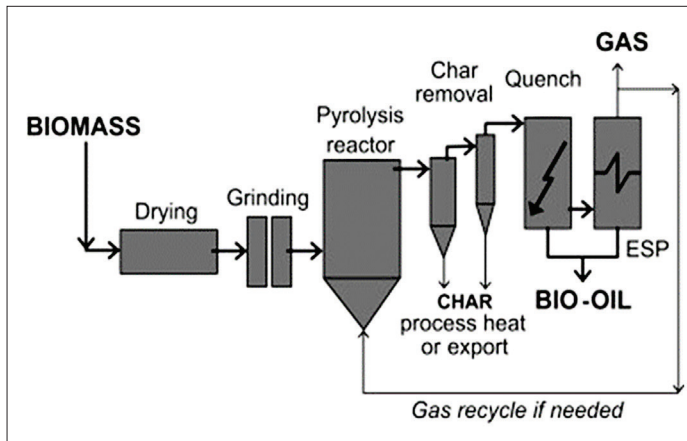 BIOMASS
Drying
Grinding
Pyrolysis
reactor
Char
removal
Quench
GAS
ESP
CHAR
process heat
or export
BIO-OIL
Gas recycle if needed